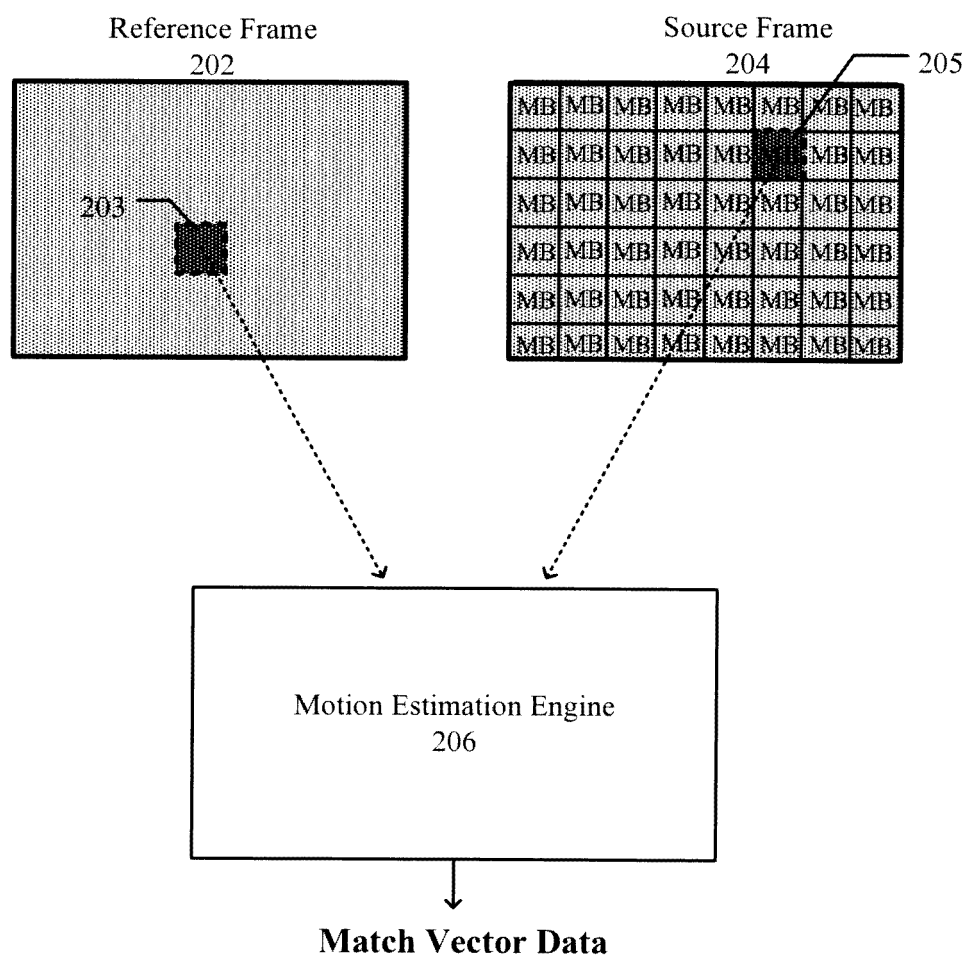 Reference Frame
202
Source Frame
204
205
MB MB MB MB MB MB MB MB
MB MB MB MB MB MB MB MB
203
MB MB MB MB MB MB MB MB
MB MB MB MB MB MB MB MB
MB MB MB MB MB MB MB MB
MB MB MB MB MB MB MB MB
Motion Estimation Engine
206
Match Vector Data